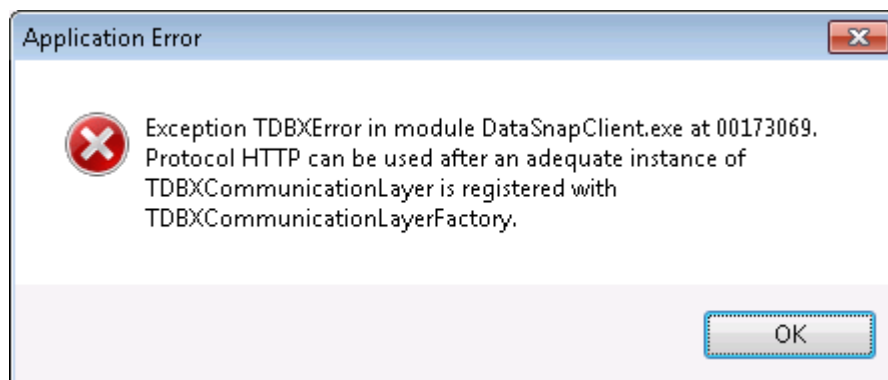 Application Error
Exception TDBXError in module DataSnapClient.exe at 00173069.
Protocol HTTP can be used after an adequate instance of
TDBXCommunicationLayer is registered with
TDBXCommunicationLayerFactory.
OK